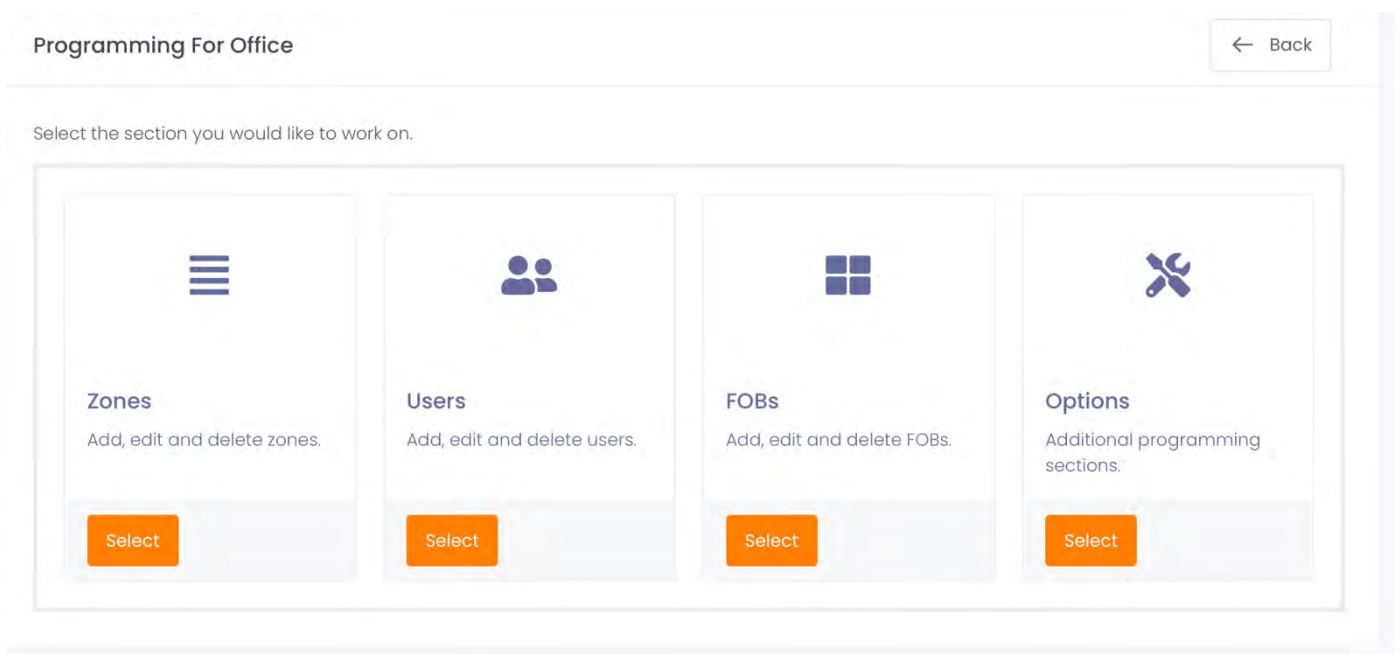 Programming For Office
← Back
Select the section you would like to work on.
Zones
Add, edit and delete zones.
Select
Users
Add, edit and delete users.
Select
FOBs
Add, edit and delete FOBs.
Select
Options
Additional programming
sections.
Select